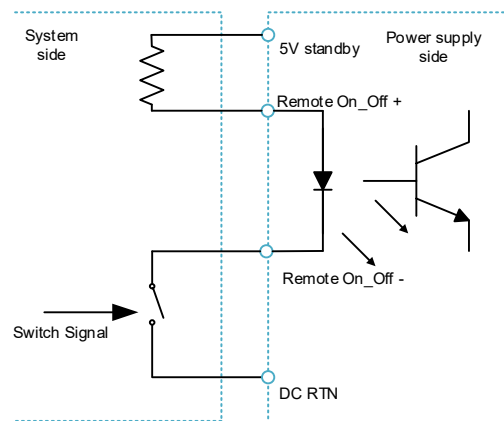 System
side
5V standby
Power supply
side
Remote On_Off +
Remote On_Off -
Switch Signal
DC RTN